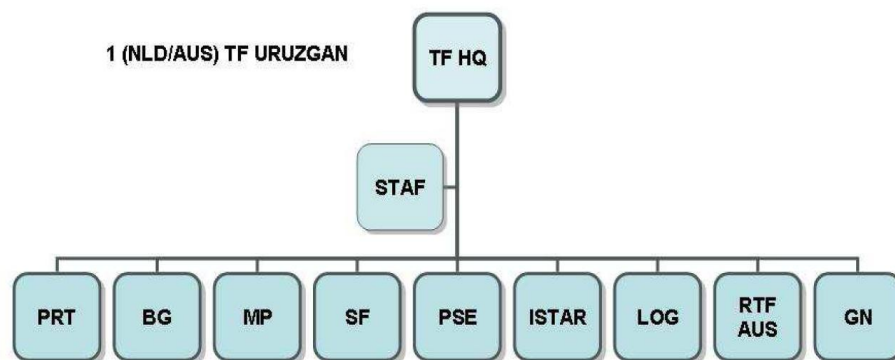 1 (NLD/AUS) TF URUZGAN
TF HQ
STAF
PRT
BG
MP
SF
PSE
ISTAR
LOG
RTF
AUS
GN